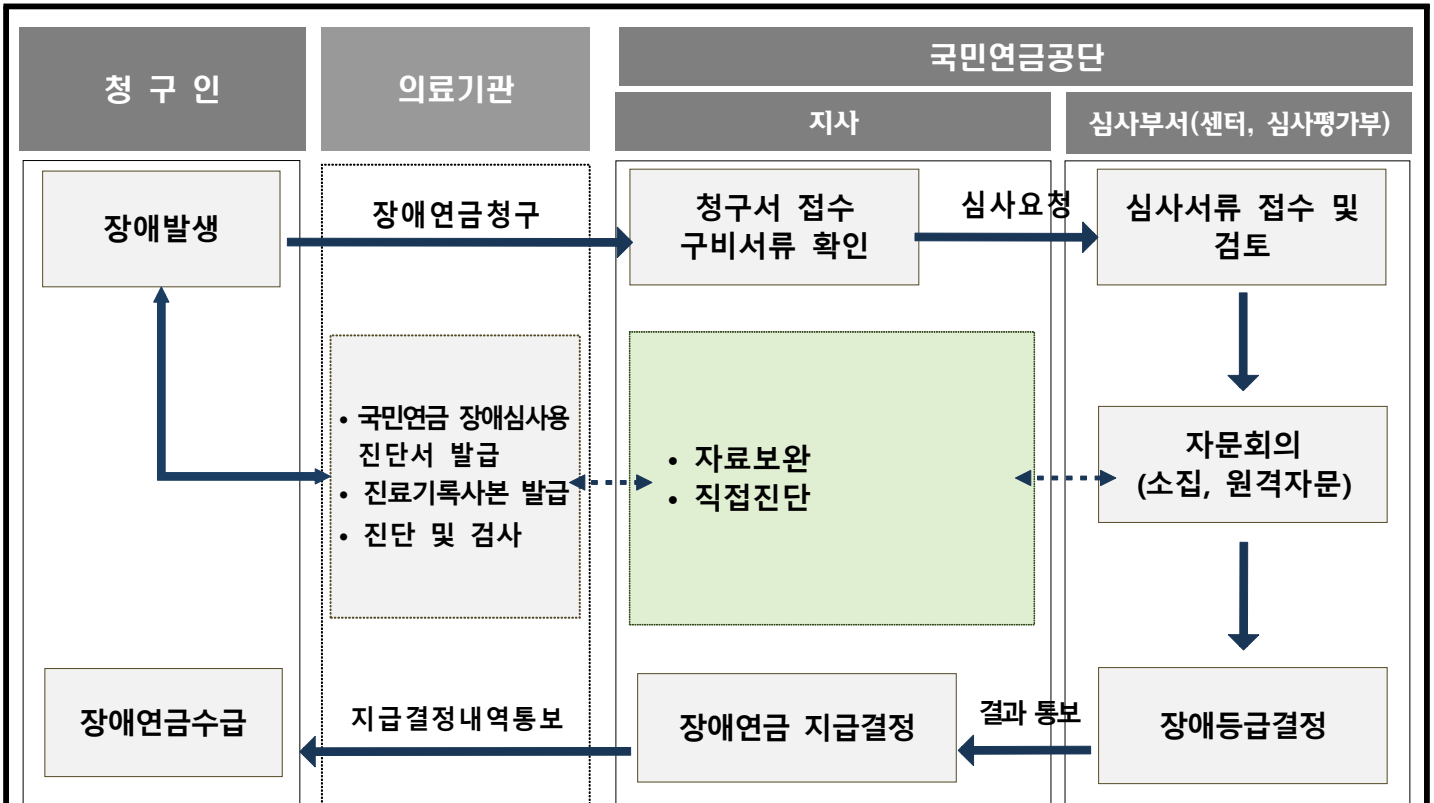 청 구 인
의료기관
국민연금공단
지사
심사부서(센터, 심사평가부)
장애발생
장애연금청구
청구서 접수
구비서류 확인
심사요청
심사서류 접수 및
검토
• 국민연금 장애심사용
진단서 발급
• 진료기록사본 발급
• 진단 및 검사
• 자료보완
• 직접진단
자문회의
(소집, 원격자문)
장애연금수급
지급결정내역통보
장애연금 지급결정
결과 통보
장애등급결정